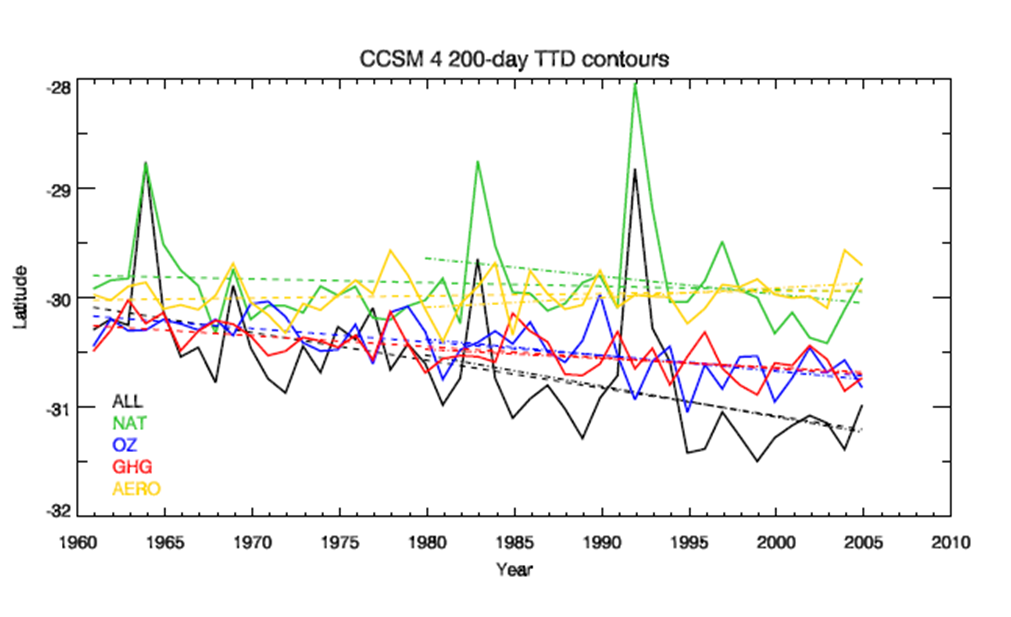 CCSM 4 200-day TTD contours
-28
-29
-30
-31
-32
Latitude
ALL
NAT
OZ
GHG
AERO
1960 1965 1970 1975 1980 1985 1990 1995 2000 2005 2010
Year